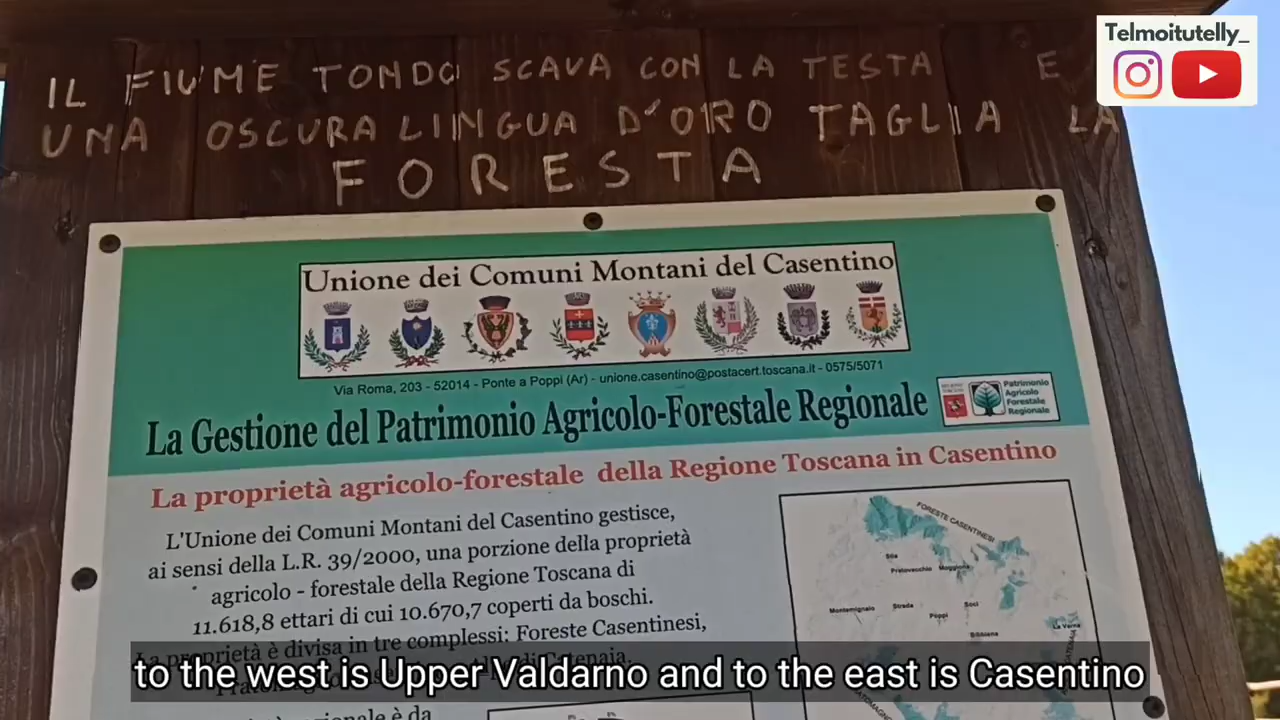 Telmoitutelly_
IL FIUME TONDO SCAVA CON LA TESTA E
UNA OSCURA LINGUA D'ORO TAGLIA LA
FORESTA
Unione dei Comuni Montani del Casentino
Via Roma, 203 - 52014 - Ponte a Poppi (Ar) - unione.casentino@postacert.toscana.it - 0575/5071
La Gestione del Patrimonio Agricolo-Forestale Regionale
Patrimonio
Agricolo
Forestale
Regionale
La proprietà agricolo-forestale della Regione Toscana in Casentino
L'Unione dei Comuni Montani del Casentino gestisce,
ai sensi della L.R. 39/2000, una porzione della proprietà
agricolo - forestale della Regione Toscana di
11.618,8 ettari di cui 10.670,7 coperti da boschi.
La proprietà è divisa in tre complessi: Foreste Casentinesi,
FORESTE CASENTINESI
Stia
Pratovecchio Moggiona
Montemignaio Strada Poppi Soci
Bibbiena
La Verna
to the west is Upper Valdarno and to the east is Casentino
è da